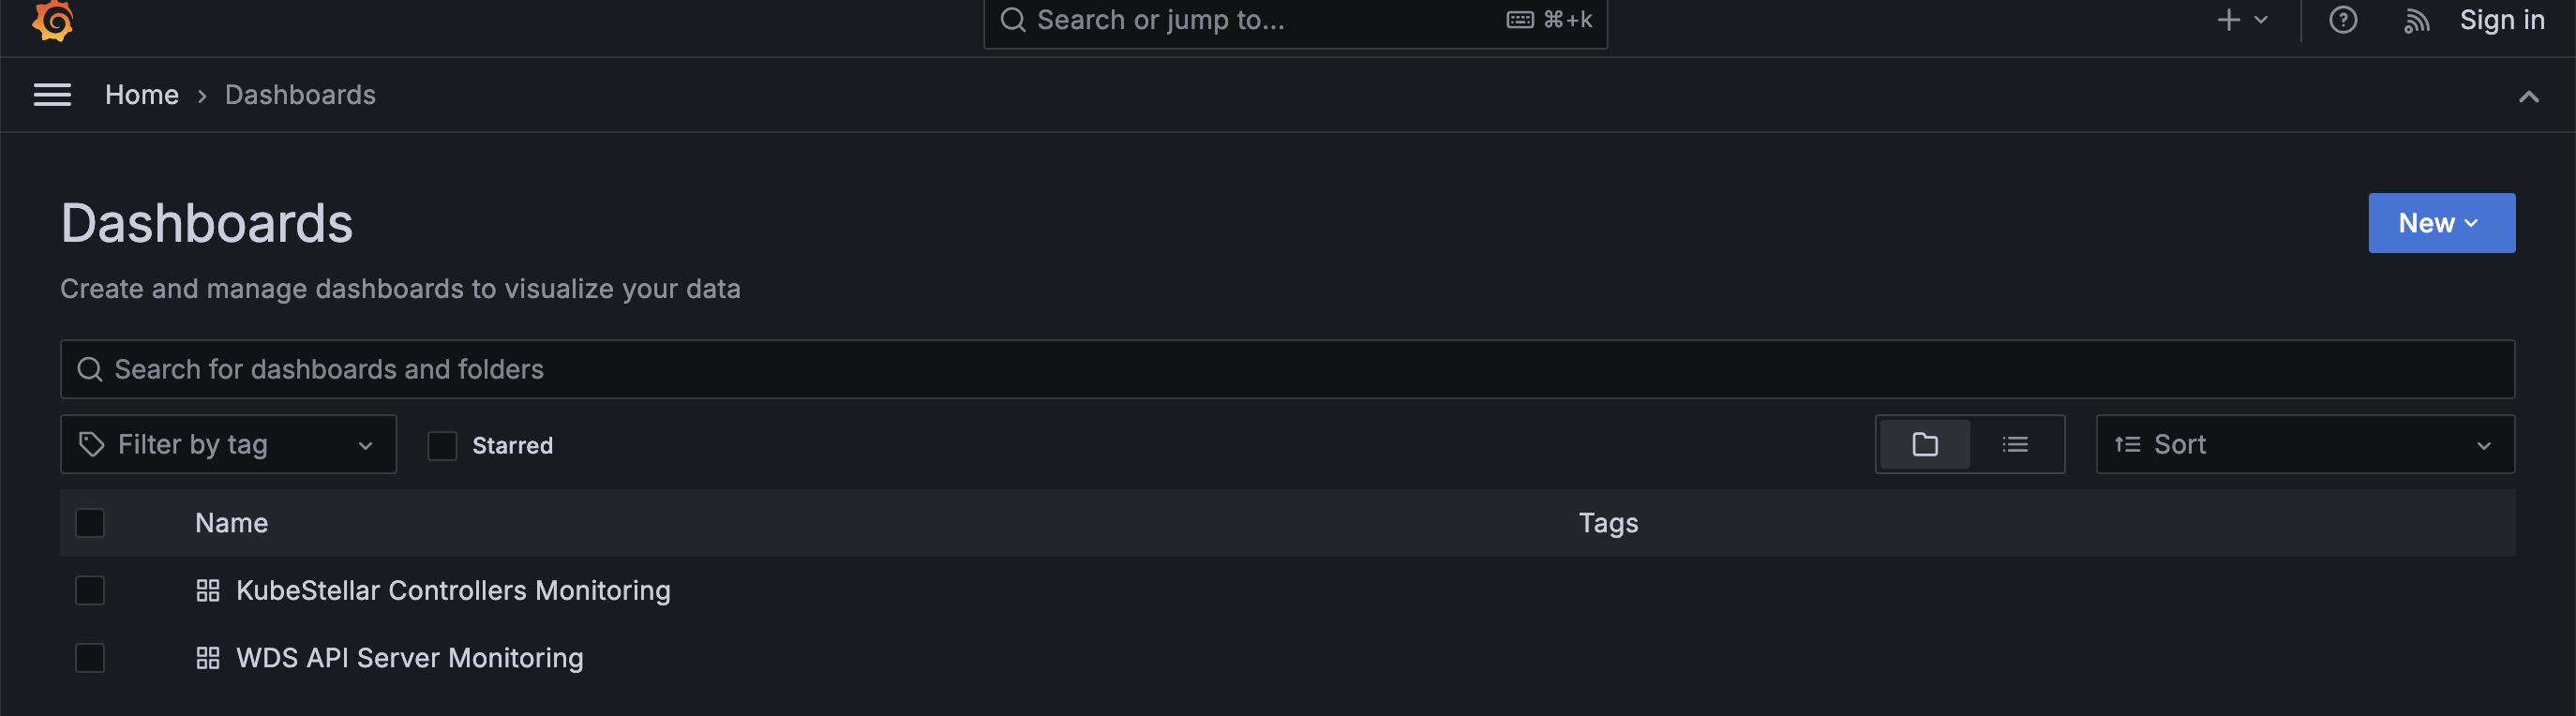 Search or jump to... ⌘+k Sign in
Home › Dashboards
Dashboards
New
Create and manage dashboards to visualize your data
Search for dashboards and folders
Filter by tag Starred Sort
Name Tags
KubeStellar Controllers Monitoring
WDS API Server Monitoring